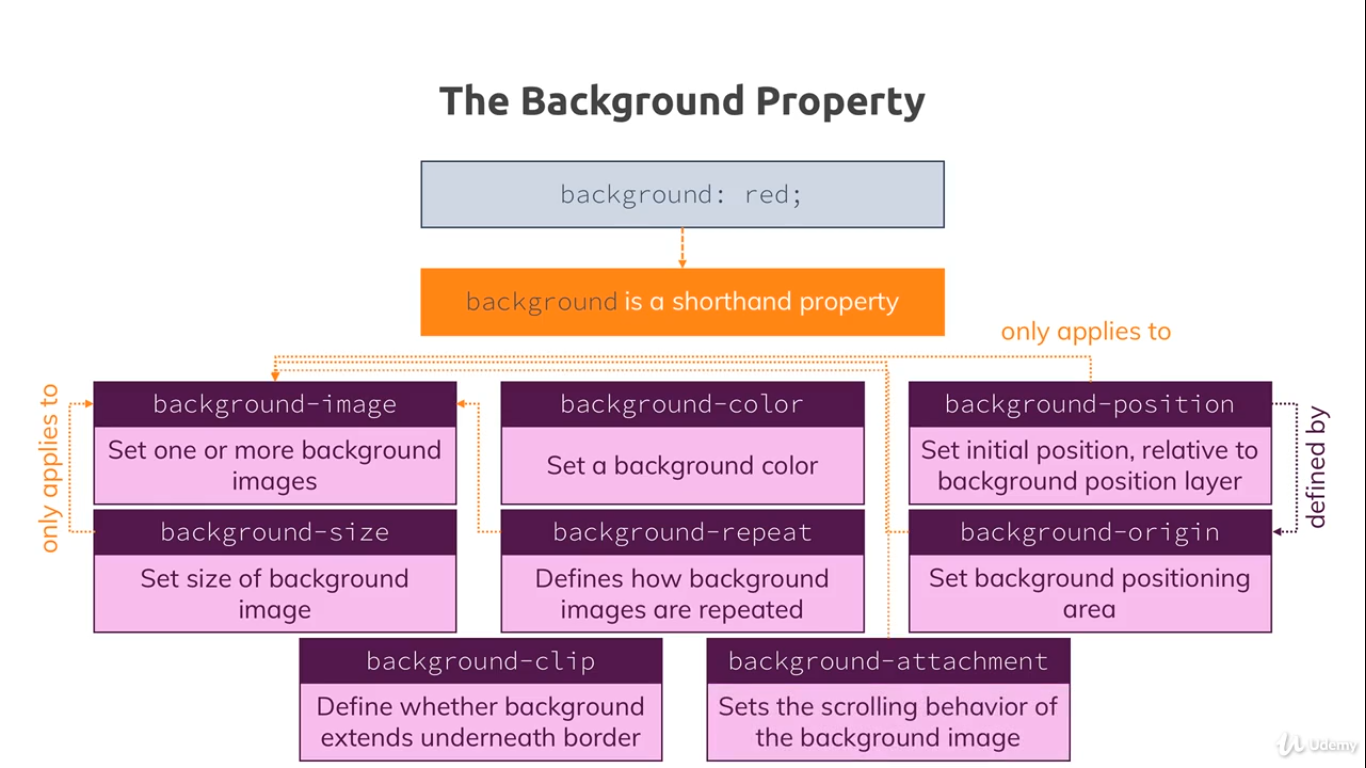 The Background Property
background: red;
background is a shorthand property
only applies to
only applies to
background-image
Set one or more background
images
background-color
Set a background color
background-position
Set initial position, relative to
background position layer
defined by
background-size
Set size of background
image
background-repeat
Defines how background
images are repeated
background-origin
Set background positioning
area
background-clip
Define whether background
extends underneath border
background-attachment
Sets the scrolling behavior of
the background image
Udemy